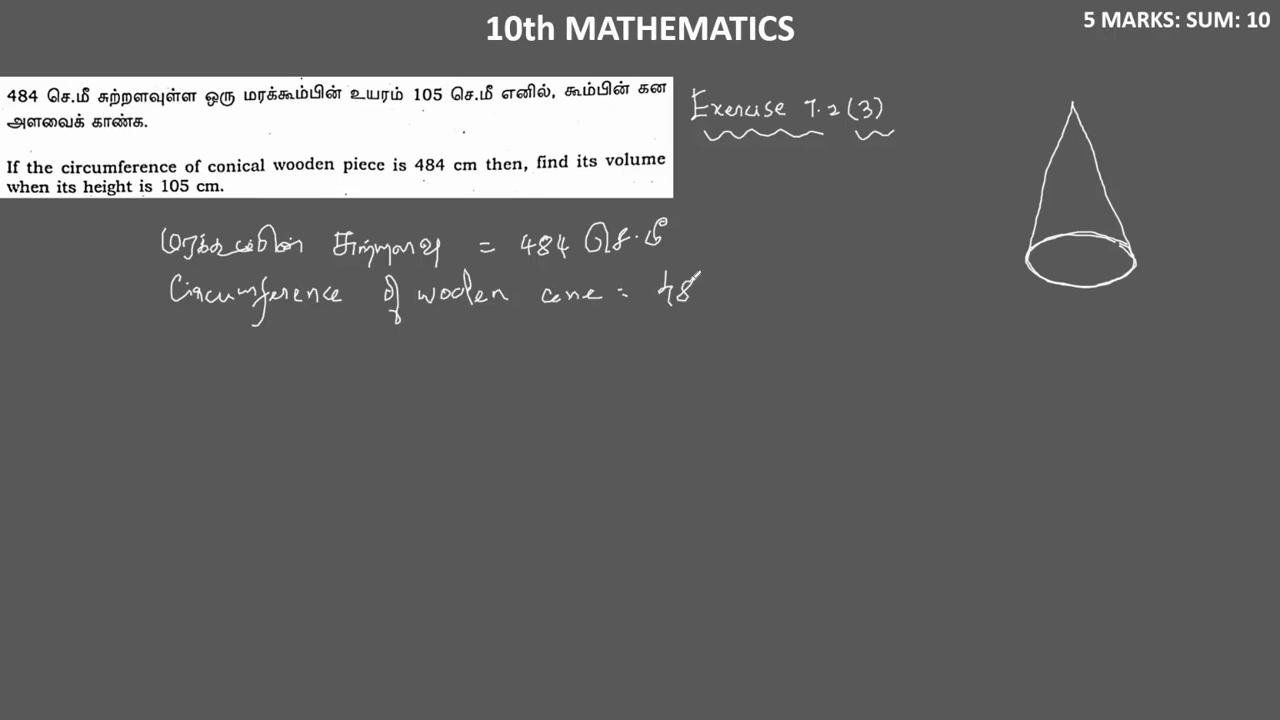 10th MATHEMATICS
5 MARKS: SUM: 10
484 செ.மீ சுற்றளவுள்ள ஒரு மரக்கூம்பின் உயரம் 105 செ.மீ எனில், கூம்பின் கன
அளவைக் காண்க.
If the circumference of conical wooden piece is 484 cm then, find its volume
when its height is 105 cm.
Exercise 7.2 (3)
மரக்கூம்பின் சுற்றளவு = 484 செ.மீ
Circumference of wooden cone = 48